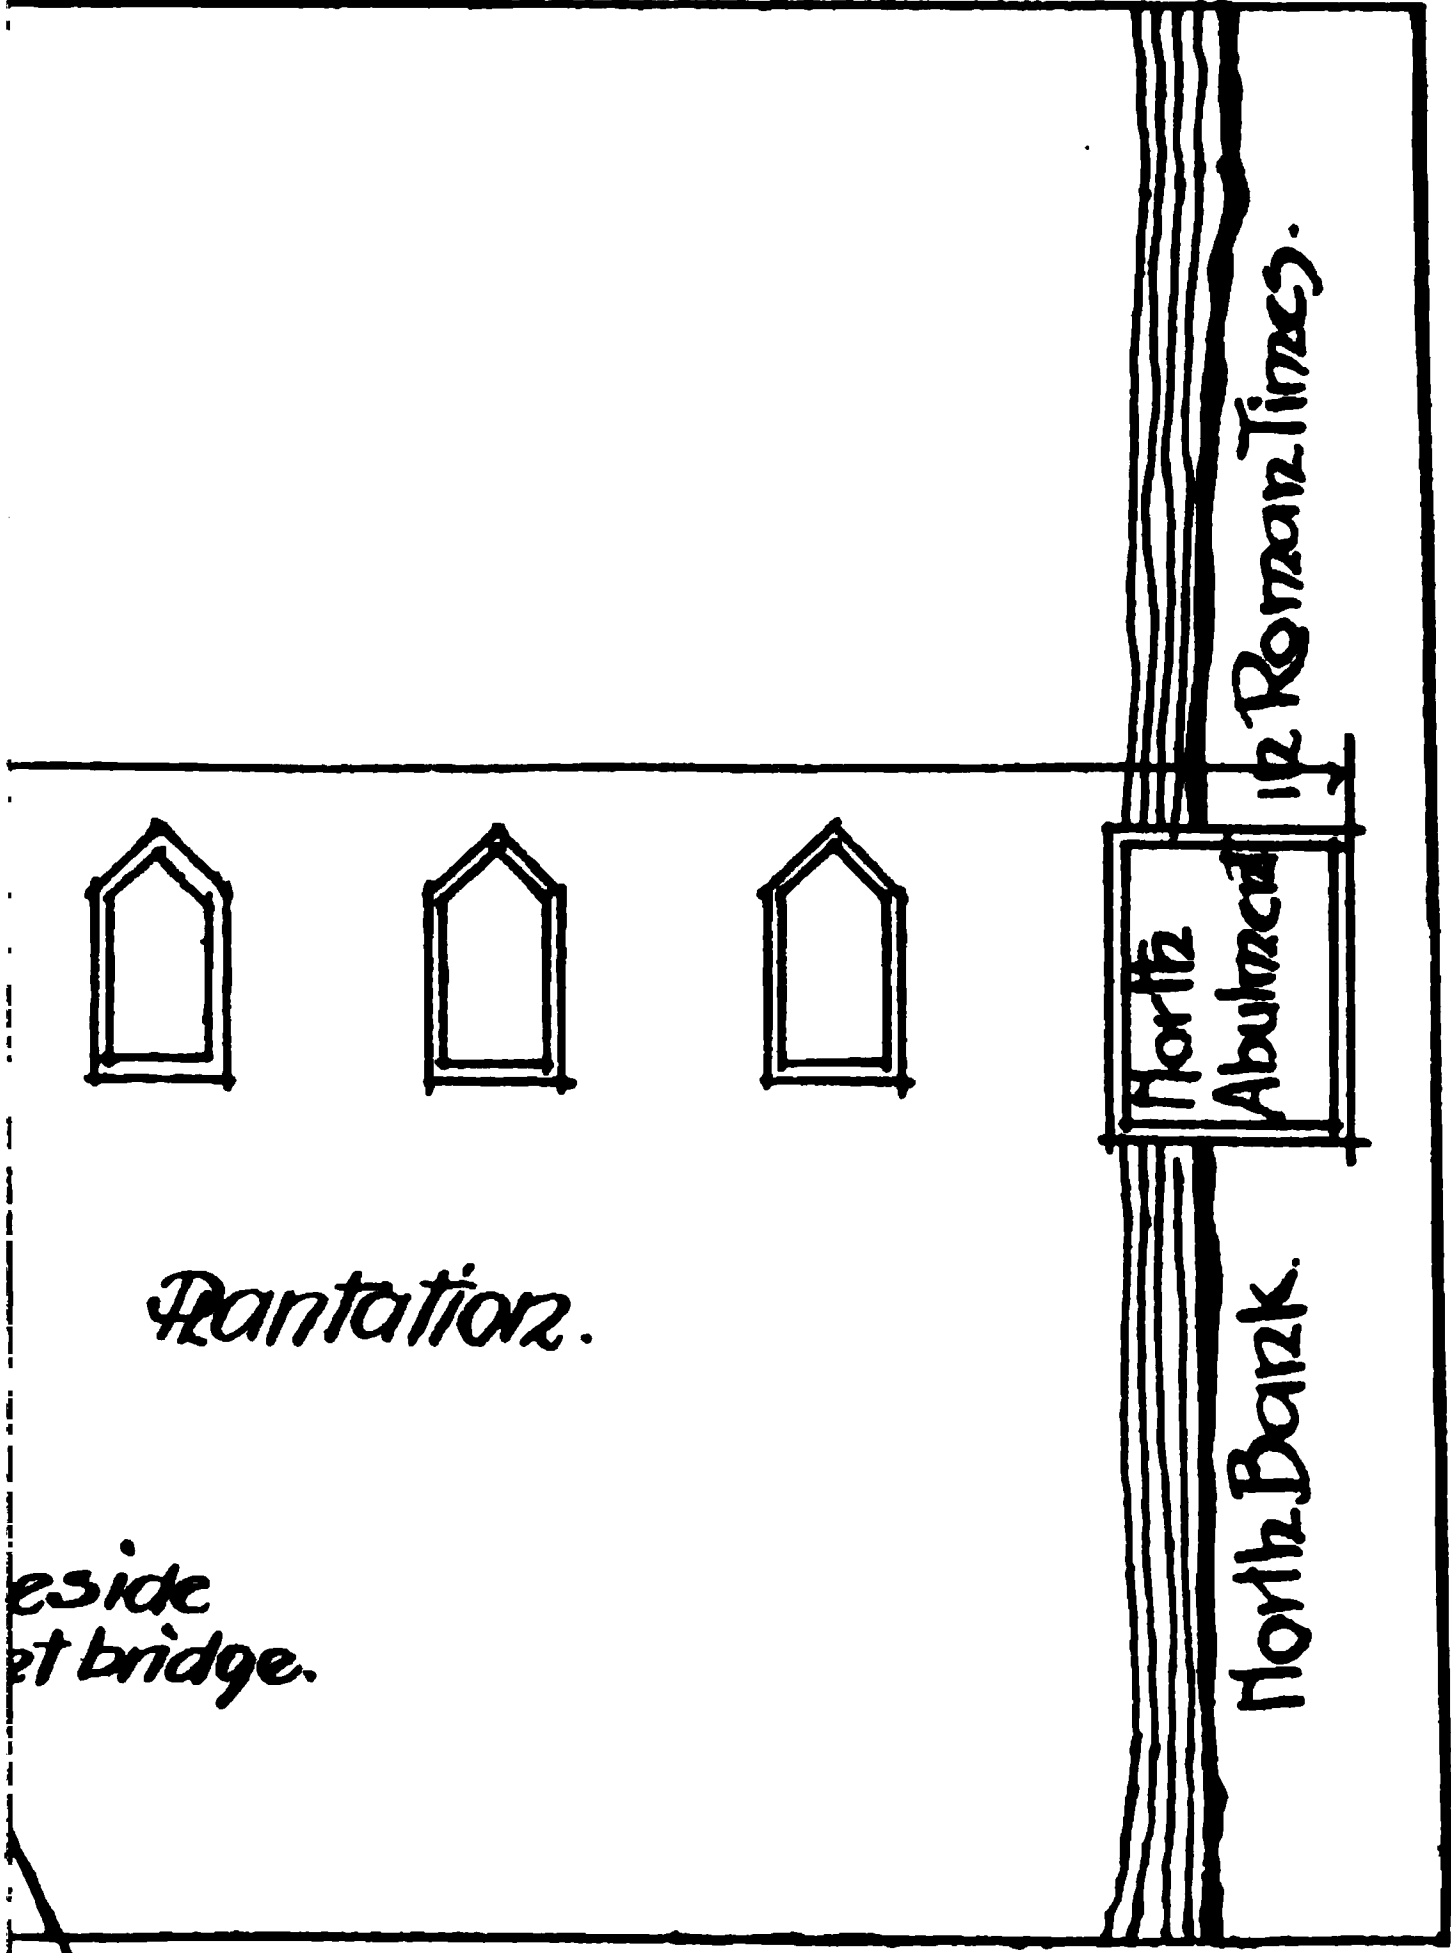 North Bank.
in Roman Times.
North
Abutment
Plantation.
eside
et bridge.